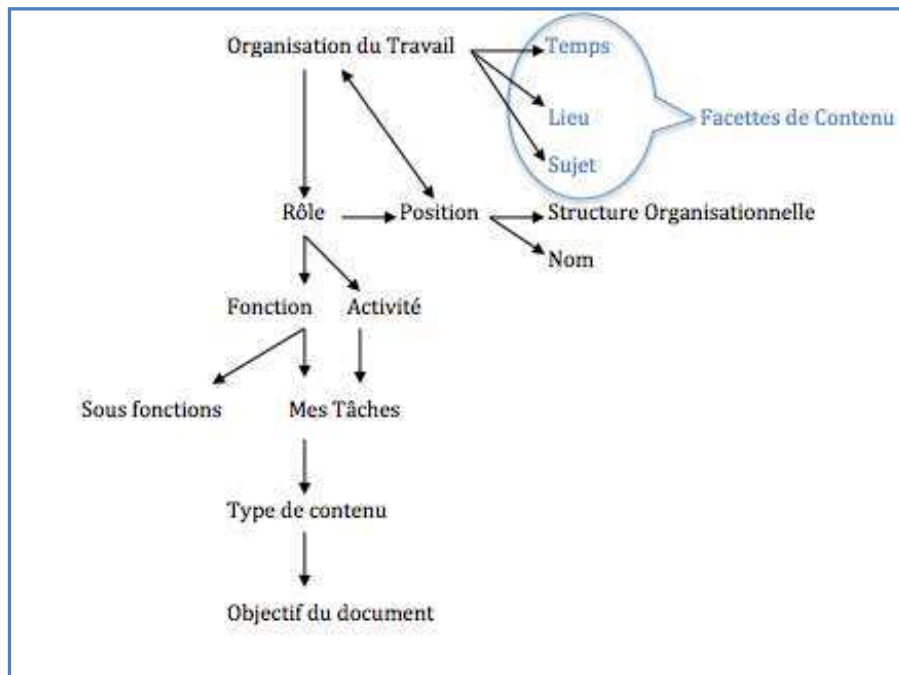 Organisation du Travail
Temps
Lieu
Facettes de Contenu
Sujet
Rôle
Position
Structure Organisationnelle
Nom
Fonction
Activité
Sous fonctions
Mes Tâches
Type de contenu
Objectif du document